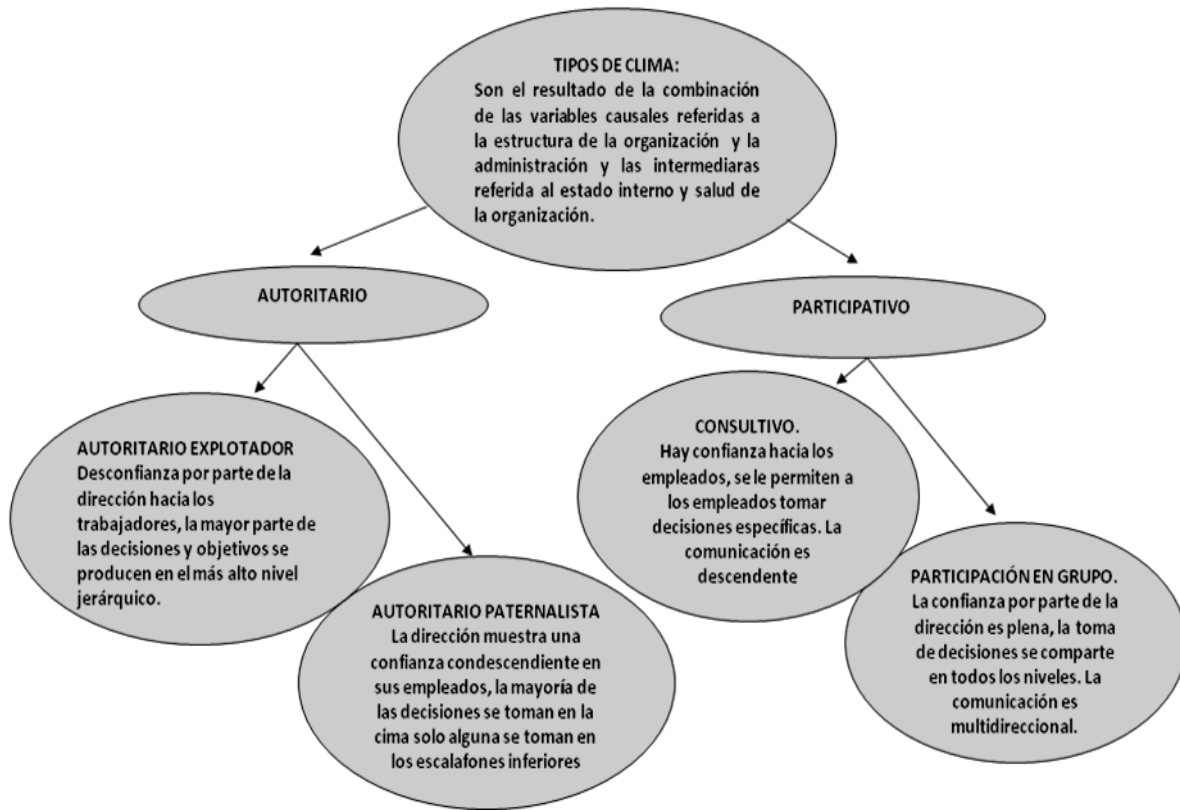 TIPOS DE CLIMA:
Son el resultado de la combinación
de las variables causales referidas a
la estructura de la organización y la
administración y las intermediaras
referida al estado interno y salud de
la organización.
AUTORITARIO
PARTICIPATIVO
AUTORITARIO EXPLOTADOR
Desconfianza por parte de la
dirección hacia los
trabajadores, la mayor parte de
las decisiones y objetivos se
producen en el más alto nivel
jerárquico.
AUTORITARIO PATERNALISTA
La dirección muestra una
confianza condescendiente en
sus empleados, la mayoría de
las decisiones se toman en la
cima solo alguna se toman en
los escalafones inferiores
CONSULTIVO.
Hay confianza hacia los
empleados, se le permiten a
los empleados tomar
decisiones específicas. La
comunicación es
descendente
PARTICIPACIÓN EN GRUPO.
La confianza por parte de la
dirección es plena, la toma
de decisiones se comparte
en todos los niveles. La
comunicación es
multidireccional.